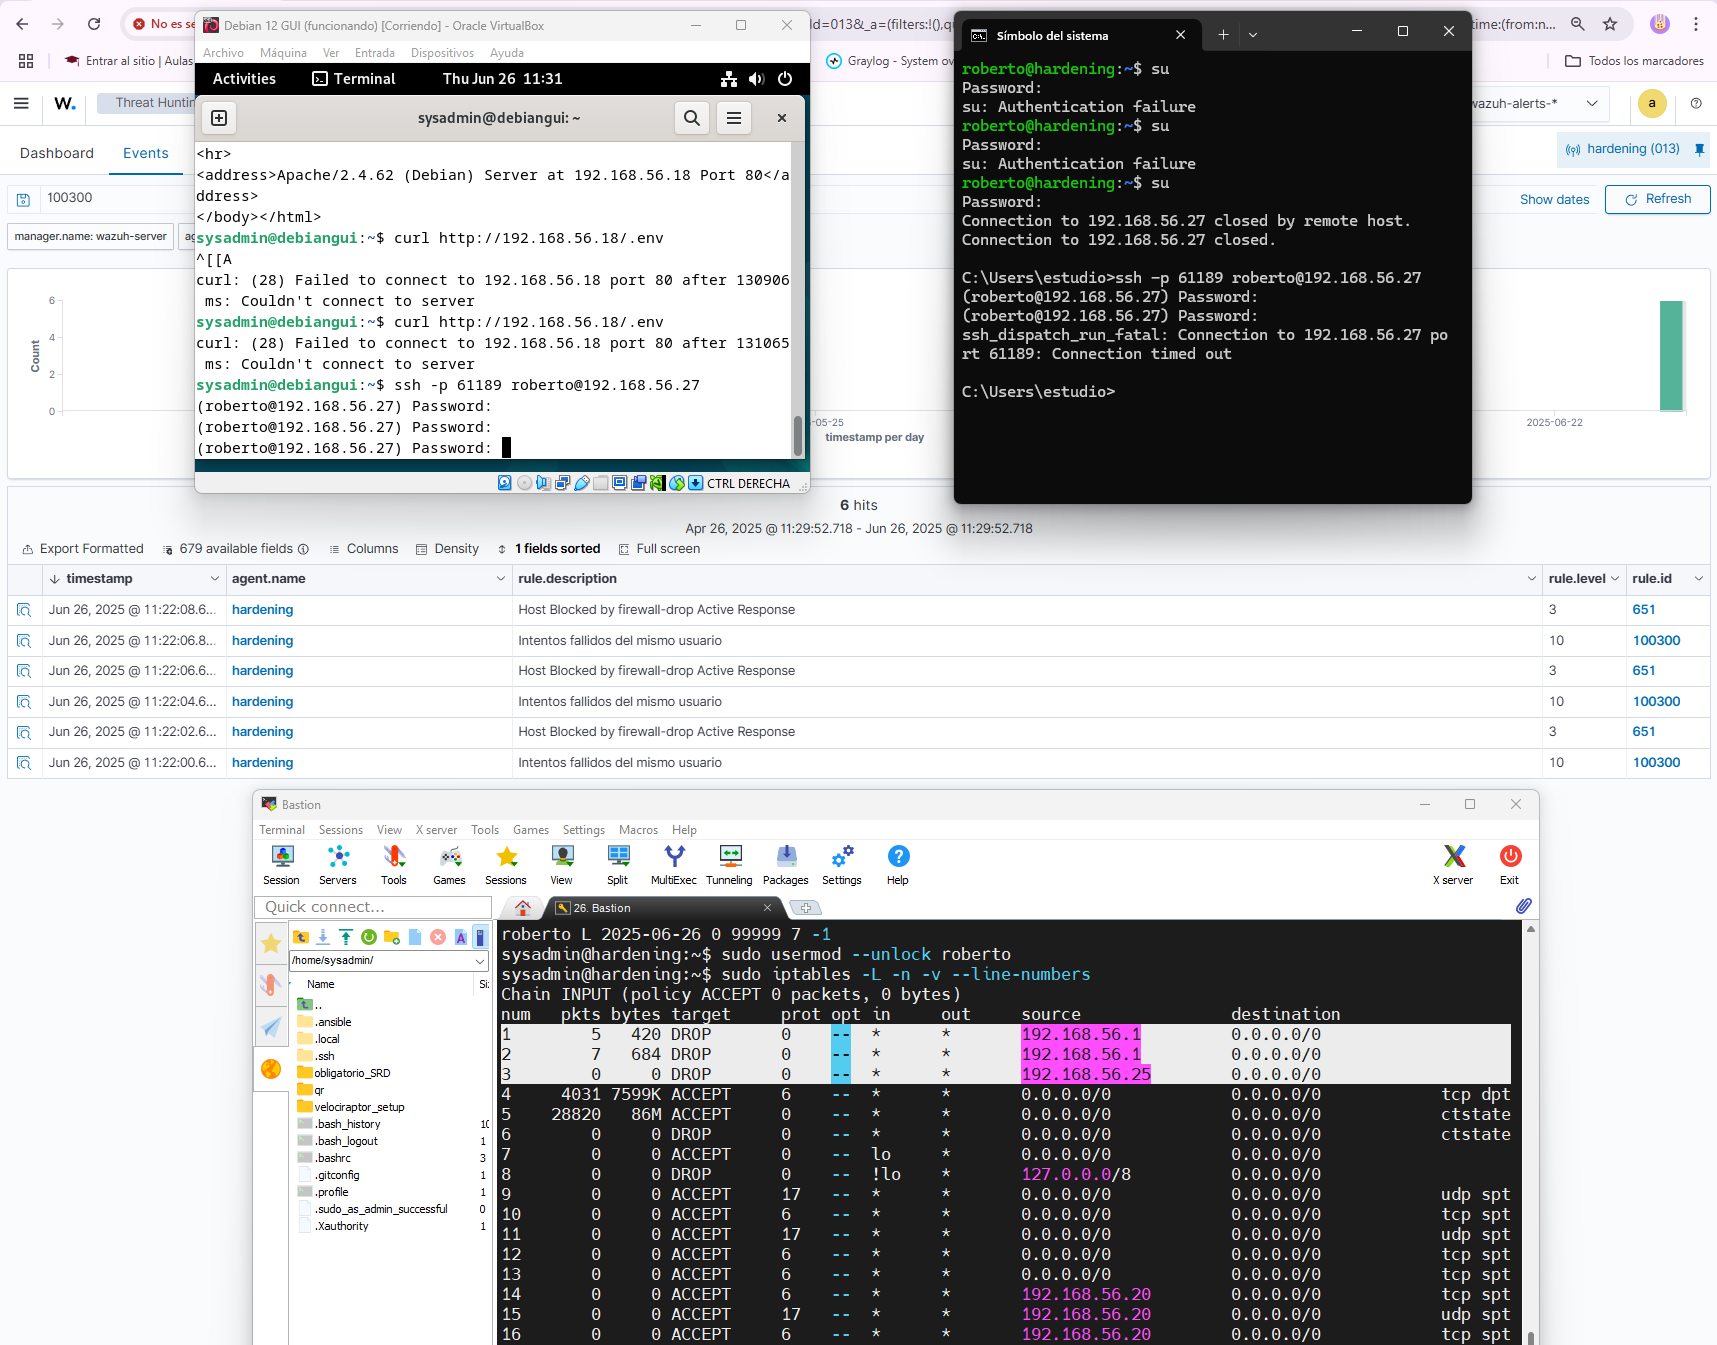 No es se
Id=013&_a=(filters:!(),qu
time:(from:n...
Entrar al sitio | Aulas
Graylog - System ov
Todos los marcadores
W.
Threat Huntin
wazuh-alerts-*
a
Dashboard
Events
hardening (013)
100300
Show dates
Refresh
manager.name: wazuh-server
ag
Count
6
4
2
0
-05-25
2025-06-22
timestamp per day
Debian 12 GUI (funcionando) [Corriendo] - Oracle VirtualBox
Archivo Máquina Ver Entrada Dispositivos Ayuda
Activities
Terminal
Thu Jun 26 11:31
sysadmin@debiangui: ~
<hr>
<address>Apache/2.4.62 (Debian) Server at 192.168.56.18 Port 80</a
ddress>
</body></html>
sysadmin@debiangui:~$ curl http://192.168.56.18/.env
^[[A
curl: (28) Failed to connect to 192.168.56.18 port 80 after 130906
ms: Couldn't connect to server
sysadmin@debiangui:~$ curl http://192.168.56.18/.env
curl: (28) Failed to connect to 192.168.56.18 port 80 after 131065
ms: Couldn't connect to server
sysadmin@debiangui:~$ ssh -p 61189 roberto@192.168.56.27
(roberto@192.168.56.27) Password:
(roberto@192.168.56.27) Password:
(roberto@192.168.56.27) Password:
CTRL DERECHA
Símbolo del sistema
roberto@hardening:~$ su
Password:
su: Authentication failure
roberto@hardening:~$ su
Password:
su: Authentication failure
roberto@hardening:~$ su
Password:
Connection to 192.168.56.27 closed by remote host.
Connection to 192.168.56.27 closed.
C:\Users\estudio>ssh -p 61189 roberto@192.168.56.27
(roberto@192.168.56.27) Password:
(roberto@192.168.56.27) Password:
ssh_dispatch_run_fatal: Connection to 192.168.56.27 po
rt 61189: Connection timed out
C:\Users\estudio>
6 hits
Apr 26, 2025 @ 11:29:52.718 - Jun 26, 2025 @ 11:29:52.718
Export Formatted 679 available fields Columns Density 1 fields sorted Full screen
timestamp agent.name rule.description rule.level rule.id
Jun 26, 2025 @ 11:22:08.6... hardening Host Blocked by firewall-drop Active Response 3 651
Jun 26, 2025 @ 11:22:06.8... hardening Intentos fallidos del mismo usuario 10 100300
Jun 26, 2025 @ 11:22:06.6... hardening Host Blocked by firewall-drop Active Response 3 651
Jun 26, 2025 @ 11:22:04.6... hardening Intentos fallidos del mismo usuario 10 100300
Jun 26, 2025 @ 11:22:02.6... hardening Host Blocked by firewall-drop Active Response 3 651
Jun 26, 2025 @ 11:22:00.6... hardening Intentos fallidos del mismo usuario 10 100300
Bastion
Terminal Sessions View X server Tools Games Settings Macros Help
Session Servers Tools Games Sessions View Split MultiExec Tunneling Packages Settings Help X server Exit
Quick connect...
26. Bastion
/home/sysadmin/
Name Siz
..
.ansible
.local
.ssh
obligatorio_SRD
qr
velociraptor_setup
.bash_history 10
.bash_logout 1
.bashrc 3
.gitconfig 1
.profile 1
.sudo_as_admin_successful 0
.Xauthority 1
roberto L 2025-06-26 0 99999 7 -1
sysadmin@hardening:~$ sudo usermod --unlock roberto
sysadmin@hardening:~$ sudo iptables -L -n -v --line-numbers
Chain INPUT (policy ACCEPT 0 packets, 0 bytes)
num pkts bytes target prot opt in out source destination
1 5 420 DROP 0 -- * * 192.168.56.1 0.0.0.0/0
2 7 684 DROP 0 -- * * 192.168.56.1 0.0.0.0/0
3 0 0 DROP 0 -- * * 192.168.56.25 0.0.0.0/0
4 4031 7599K ACCEPT 6 -- * * 0.0.0.0/0 0.0.0.0/0 tcp dpt
5 28820 86M ACCEPT 0 -- * * 0.0.0.0/0 0.0.0.0/0 ctstate
6 0 0 DROP 0 -- * * 0.0.0.0/0 0.0.0.0/0 ctstate
7 0 0 ACCEPT 0 -- lo * 0.0.0.0/0 0.0.0.0/0
8 0 0 DROP 0 -- !lo * 127.0.0.0/8 0.0.0.0/0
9 0 0 ACCEPT 17 -- * * 0.0.0.0/0 0.0.0.0/0 udp spt
10 0 0 ACCEPT 6 -- * * 0.0.0.0/0 0.0.0.0/0 tcp spt
11 0 0 ACCEPT 17 -- * * 0.0.0.0/0 0.0.0.0/0 udp spt
12 0 0 ACCEPT 6 -- * * 0.0.0.0/0 0.0.0.0/0 tcp spt
13 0 0 ACCEPT 6 -- * * 0.0.0.0/0 0.0.0.0/0 tcp spt
14 0 0 ACCEPT 6 -- * * 192.168.56.20 0.0.0.0/0 tcp spt
15 0 0 ACCEPT 17 -- * * 192.168.56.20 0.0.0.0/0 udp spt
16 0 0 ACCEPT 6 -- * * 192.168.56.20 0.0.0.0/0 tcp spt